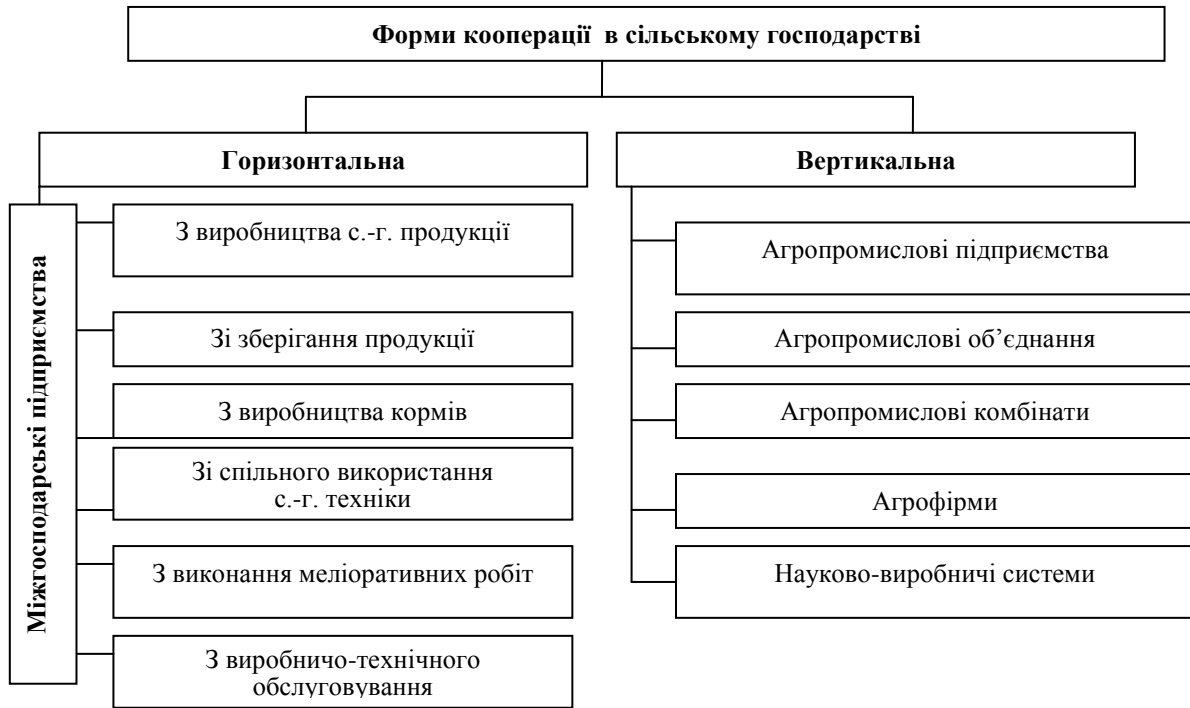 Форми кооперації в сільському господарстві
Горизонтальна
Вертикальна
Міжгосподарські підприємства
З виробництва с.-г. продукції
Зі зберігання продукції
З виробництва кормів
Зі спільного використання
с.-г. техніки
З виконання меліоративних робіт
З виробничо-технічного
обслуговування
Агропромислові підприємства
Агропромислові об’єднання
Агропромислові комбінати
Агрофірми
Науково-виробничі системи